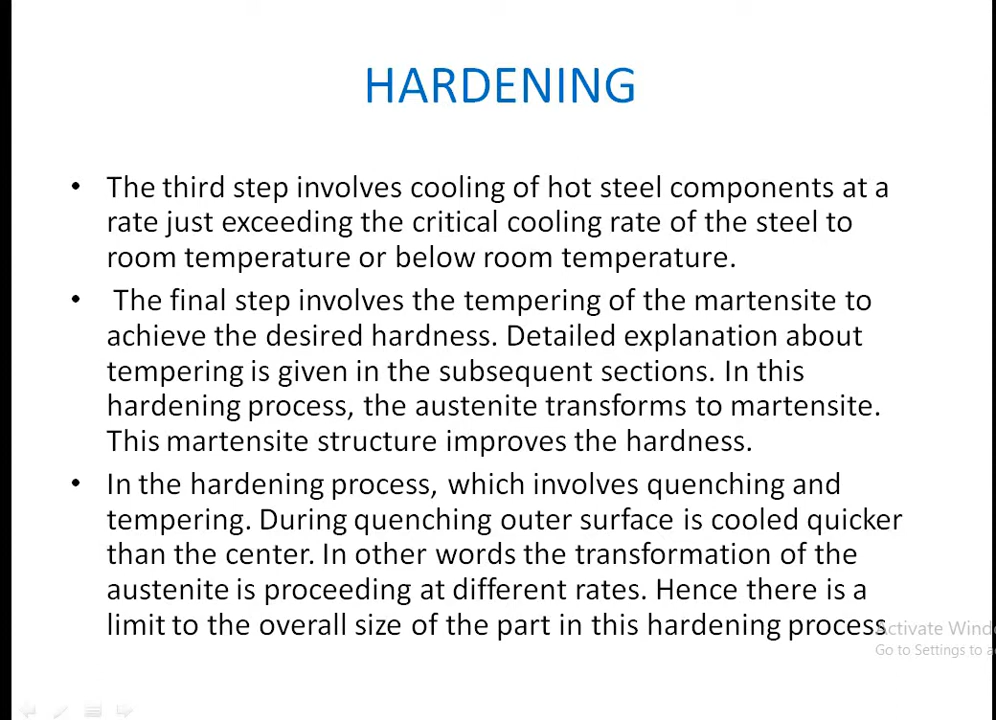 HARDENING
• The third step involves cooling of hot steel components at a
rate just exceeding the critical cooling rate of the steel to
room temperature or below room temperature.
• The final step involves the tempering of the martensite to
achieve the desired hardness. Detailed explanation about
tempering is given in the subsequent sections. In this
hardening process, the austenite transforms to martensite.
This martensite structure improves the hardness.
• In the hardening process, which involves quenching and
tempering. During quenching outer surface is cooled quicker
than the center. In other words the transformation of the
austenite is proceeding at different rates. Hence there is a
limit to the overall size of the part in this hardening process
Activate Wind
Go to Settings to a